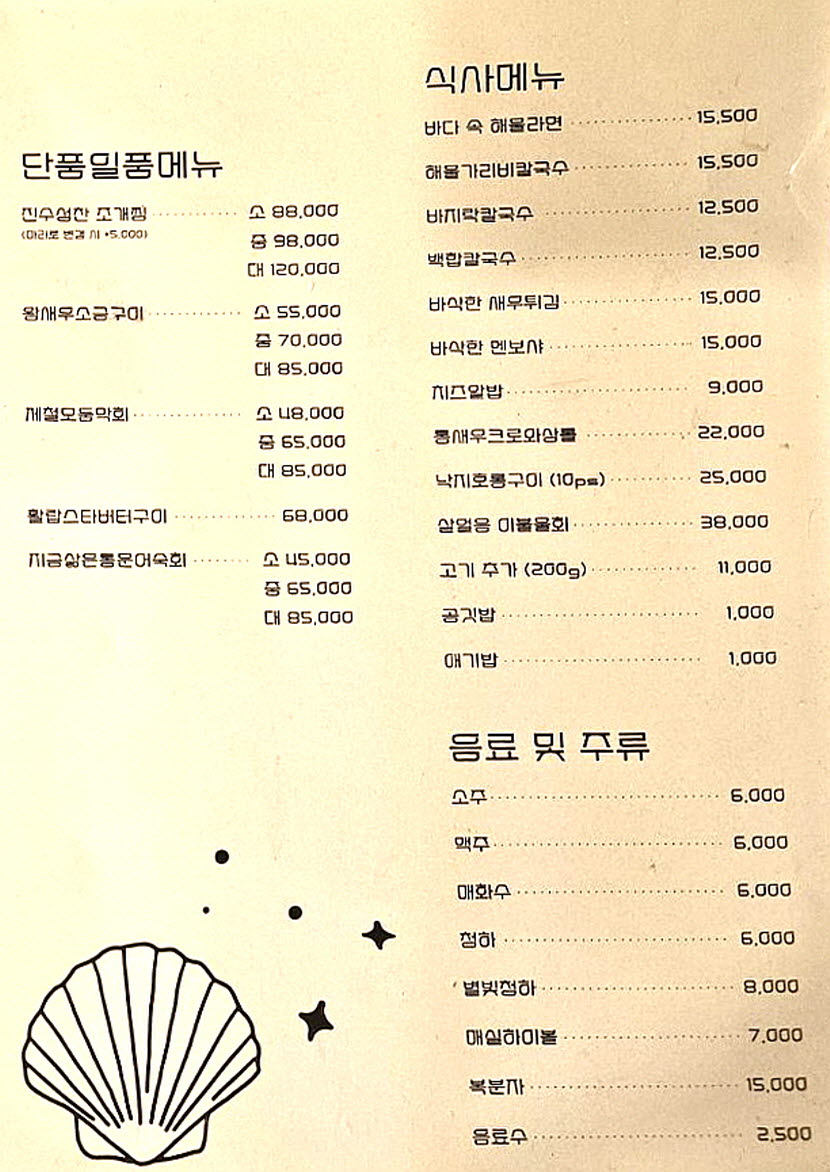 단품일품메뉴
진수성찬 조개찜 소 88,000
(마라로 변경 시 +5,000) 중 98,000
대 120,000
왕새우소금구이 소 55,000
중 70,000
대 85,000
제철모둠막회 소 48,000
중 65,000
대 85,000
활랍스타버터구이 68,000
지금삶은통문어숙회 소 45,000
중 65,000
대 85,000
식사메뉴
바다 속 해물라면 15,500
해물가리비칼국수 15,500
바지락칼국수 12,500
백합칼국수 12,500
바삭한 새우튀김 15,000
바삭한 멘보샤 15,000
치즈알밥 9,000
통새우크로와상롤 22,000
낙지호롱구이 (10ps) 25,000
살얼음 이불물회 38,000
고기 추가 (200g) 11,000
공깃밥 1,000
애기밥 1,000
음료 및 주류
소주 6,000
맥주 6,000
매화수 6,000
청하 6,000
별빛청하 8,000
매실하이볼 7,000
복분자 15,000
음료수 2,500